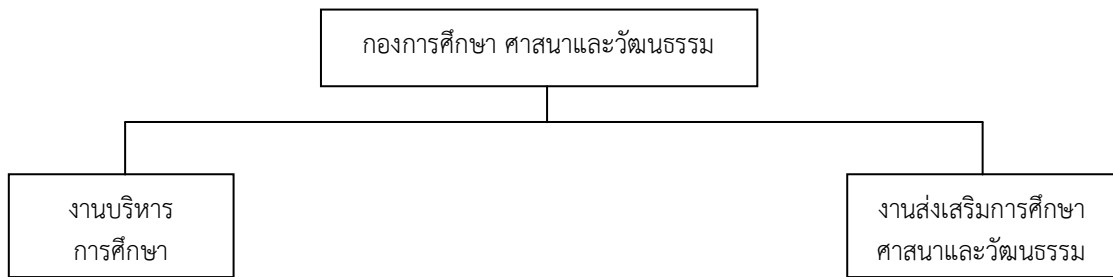 กองการศึกษา ศาสนาและวัฒนธรรม
งานบริหาร
การศึกษา
งานส่งเสริมการศึกษา
ศาสนาและวัฒนธรรม